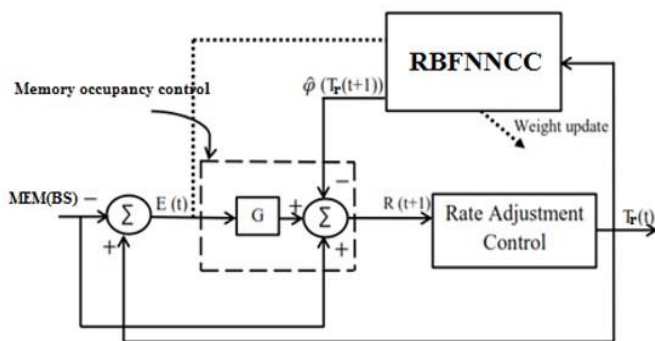 RBFNNCC
Memory occupancy control
φ̂ (Tr(t+1))
Weight update
MEM(BS)
−
Σ
+
E (t)
G
+
Σ
−
+
R (t+1)
Rate Adjustment
Control
Tr(t)